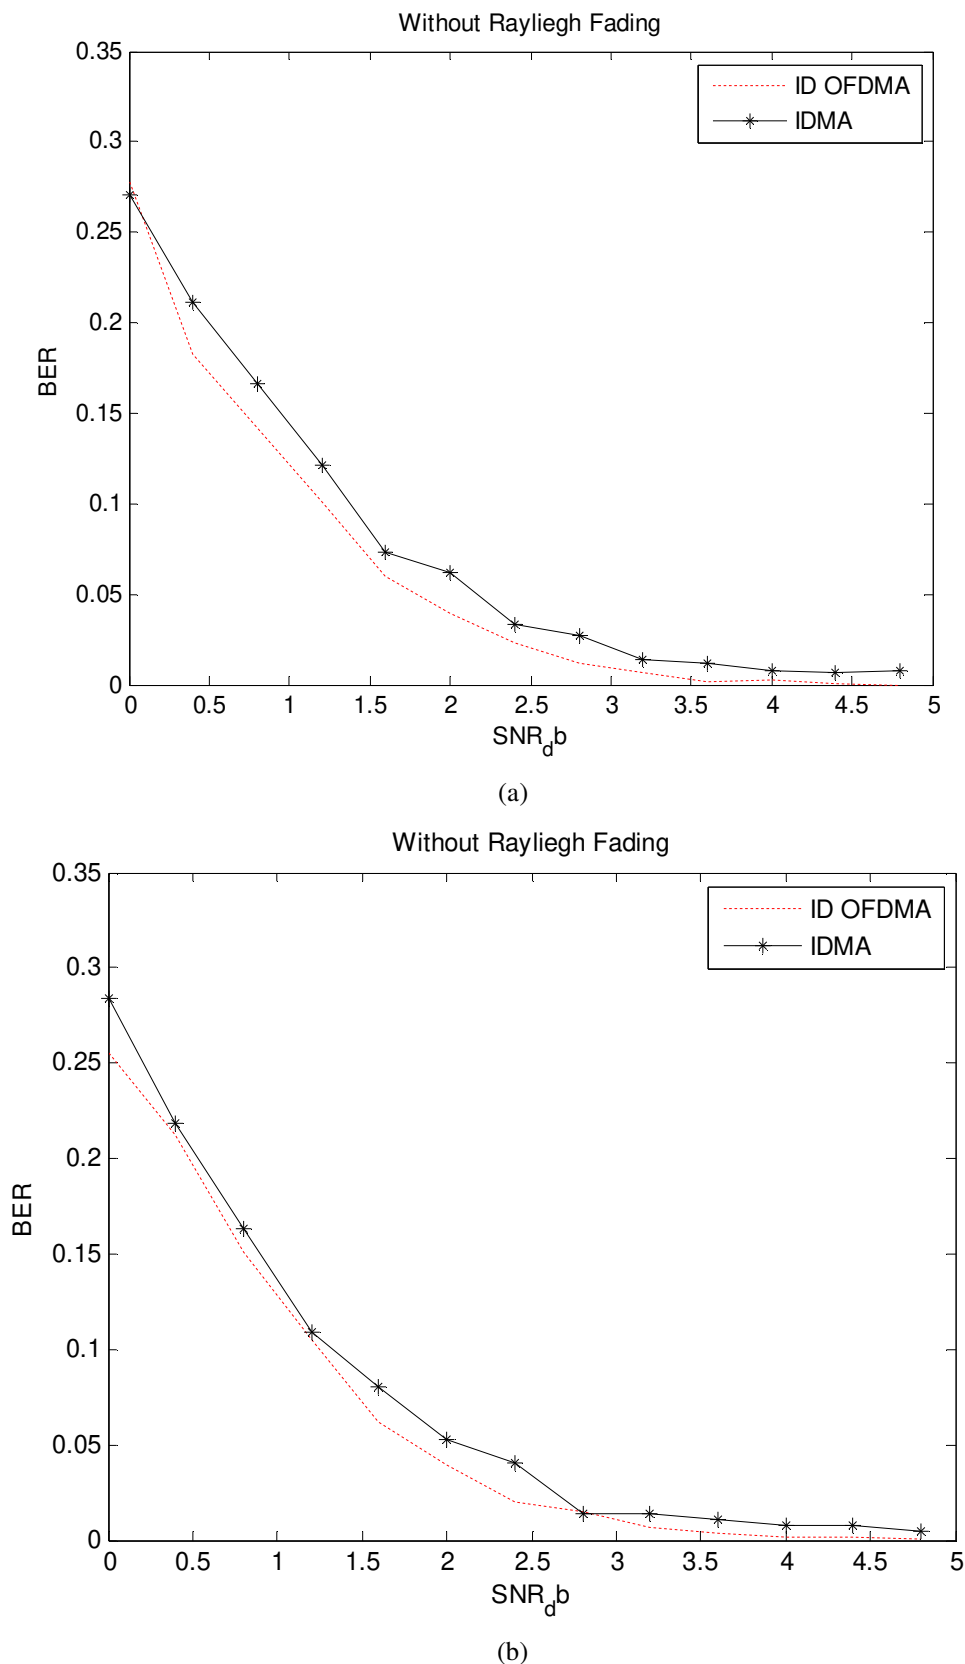 Without Rayliegh Fading
0.35
0.3
0.25
0.2
0.15
0.1
0.05
0
BER
ID OFDMA
IDMA
0 0.5 1 1.5 2 2.5 3 3.5 4 4.5 5
SNR_db
(a)
Without Rayliegh Fading
0.35
0.3
0.25
0.2
0.15
0.1
0.05
0
BER
ID OFDMA
IDMA
0 0.5 1 1.5 2 2.5 3 3.5 4 4.5 5
SNR_db
(b)